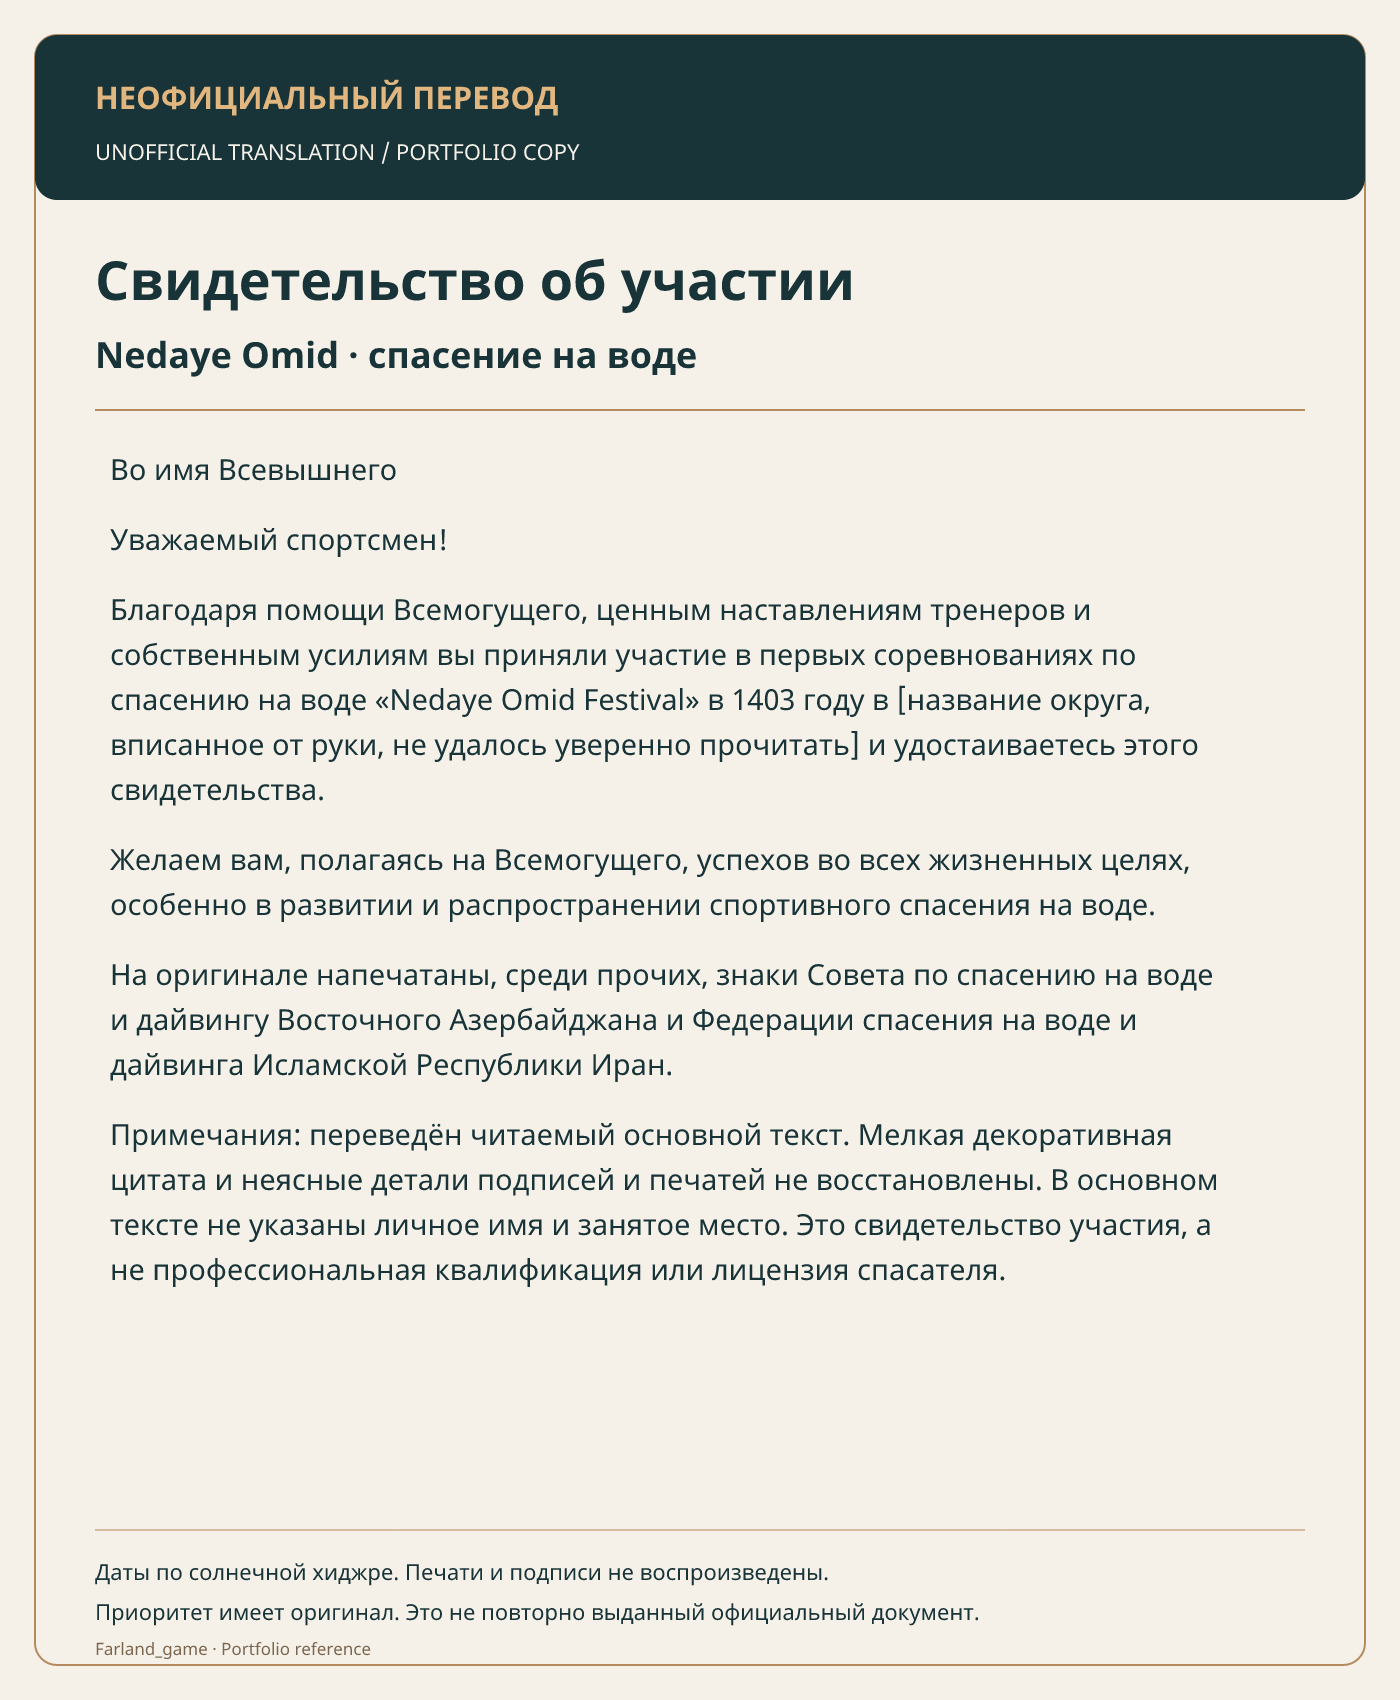 НЕОФИЦИАЛЬНЫЙ ПЕРЕВОД
UNOFFICIAL TRANSLATION / PORTFOLIO COPY
Свидетельство об участии
Nedaye Omid · спасение на воде
Во имя Всевышнего
Уважаемый спортсмен!
Благодаря помощи Всемогущего, ценным наставлениям тренеров и
собственным усилиям вы приняли участие в первых соревнованиях по
спасению на воде «Nedaye Omid Festival» в 1403 году в [название округа,
вписанное от руки, не удалось уверенно прочитать] и удостаиваетесь этого
свидетельства.
Желаем вам, полагаясь на Всемогущего, успехов во всех жизненных целях,
особенно в развитии и распространении спортивного спасения на воде.
На оригинале напечатаны, среди прочих, знаки Совета по спасению на воде
и дайвингу Восточного Азербайджана и Федерации спасения на воде и
дайвинга Исламской Республики Иран.
Примечания: переведён читаемый основной текст. Мелкая декоративная
цитата и неясные детали подписей и печатей не восстановлены. В основном
тексте не указаны личное имя и занятое место. Это свидетельство участия, а
не профессиональная квалификация или лицензия спасателя.
Даты по солнечной хиджре. Печати и подписи не воспроизведены.
Приоритет имеет оригинал. Это не повторно выданный официальный документ.
Farland_game · Portfolio reference